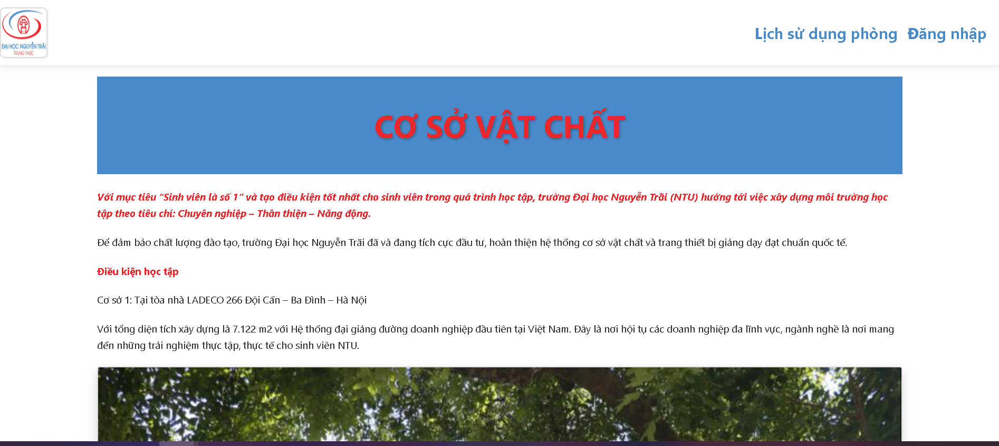 ĐẠI HỌC NGUYỄN TRÃI
TRUNG THỰC
Lịch sử dụng phòng Đăng nhập
CƠ SỞ VẬT CHẤT
Với mục tiêu “Sinh viên là số 1” và tạo điều kiện tốt nhất cho sinh viên trong quá trình học tập, trường Đại học Nguyễn Trãi (NTU) hướng tới việc xây dựng môi trường học
tập theo tiêu chí: Chuyên nghiệp – Thân thiện – Năng động.
Để đảm bảo chất lượng đào tạo, trường Đại học Nguyễn Trãi đã và đang tích cực đầu tư, hoàn thiện hệ thống cơ sở vật chất và trang thiết bị giảng dạy đạt chuẩn quốc tế.
Điều kiện học tập
Cơ sở 1: Tại tòa nhà LADECO 266 Đội Cấn – Ba Đình – Hà Nội
Với tổng diện tích xây dựng là 7.122 m2 với Hệ thống đại giảng đường doanh nghiệp đầu tiên tại Việt Nam. Đây là nơi hội tụ các doanh nghiệp đa lĩnh vực, ngành nghề là nơi mang
đến những trải nghiệm thực tập, thực tế cho sinh viên NTU.